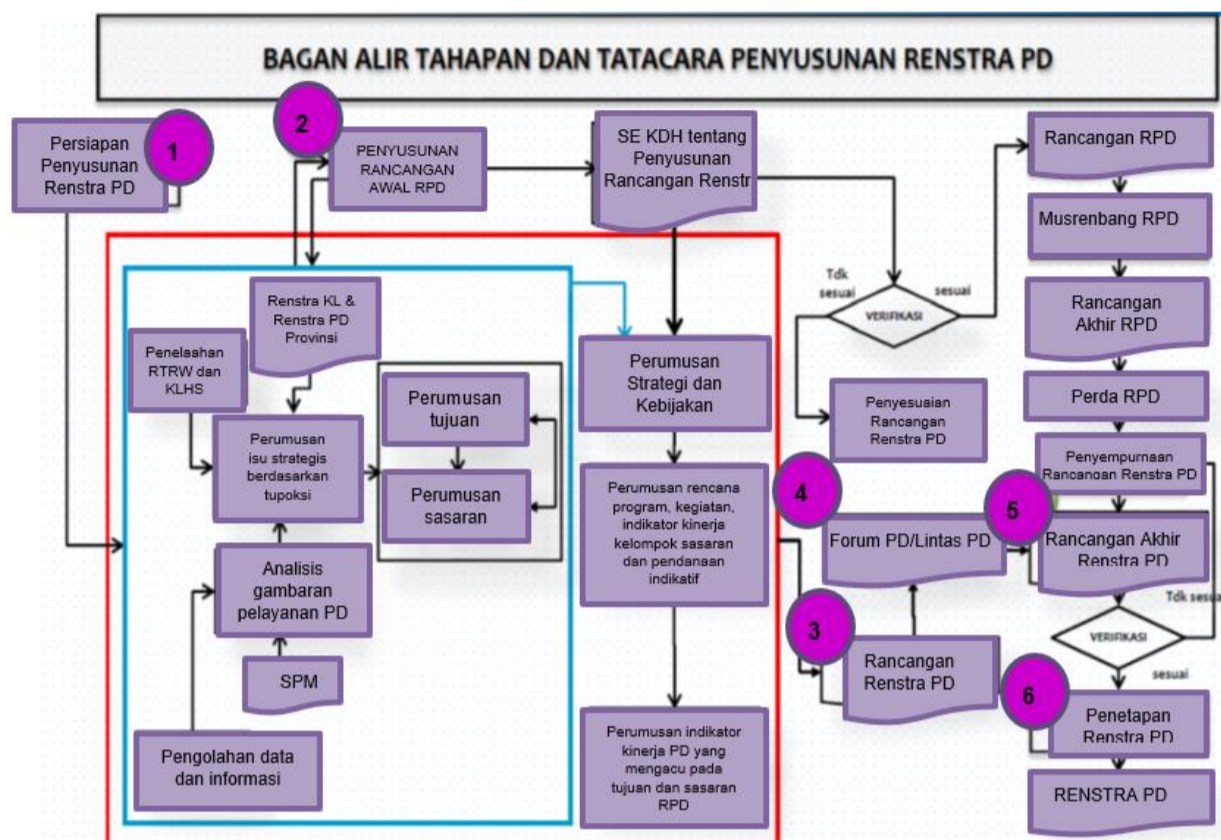 BAGAN ALIR TAHAPAN DAN TATACARA PENYUSUNAN RENSTRA PD
Persiapan
Penyusunan
Renstra PD
1
2
PENYUSUNAN
RANCANGAN
AWAL RPD
SE KDH tentang
Penyusunan
Rancangan Renstr
Rancangan RPD
Musrenbang RPD
Rancangan
Akhir RPD
Perda RPD
Penyempurnaan
Rancangan Renstra PD
Tdk
sesuai
sesuai
VERIFIKASI
Penyesuaian
Rancangan
Renstra PD
Renstra KL &
Renstra PD
Provinsi
Penelaahan
RTRW dan
KLHS
Perumusan
isu strategis
berdasarkan
tupoksi
Perumusan
tujuan
Perumusan
sasaran
Analisis
gambaran
pelayanan PD
SPM
Pengolahan data
dan informasi
Perumusan
Strategi dan
Kebijakan
Perumusan rencana
program, kegiatan,
indikator kinerja
kelompok sasaran
dan pendanaan
indikatif
Perumusan indikator
kinerja PD yang
mengacu pada
tujuan dan sasaran
RPD
3
Rancangan
Renstra PD
4
Forum PD/Lintas PD
5
Rancangan Akhir
Renstra PD
Tdk sesua
VERIFIKASI
sesuai
6
Penetapan
Renstra PD
RENSTRA PD